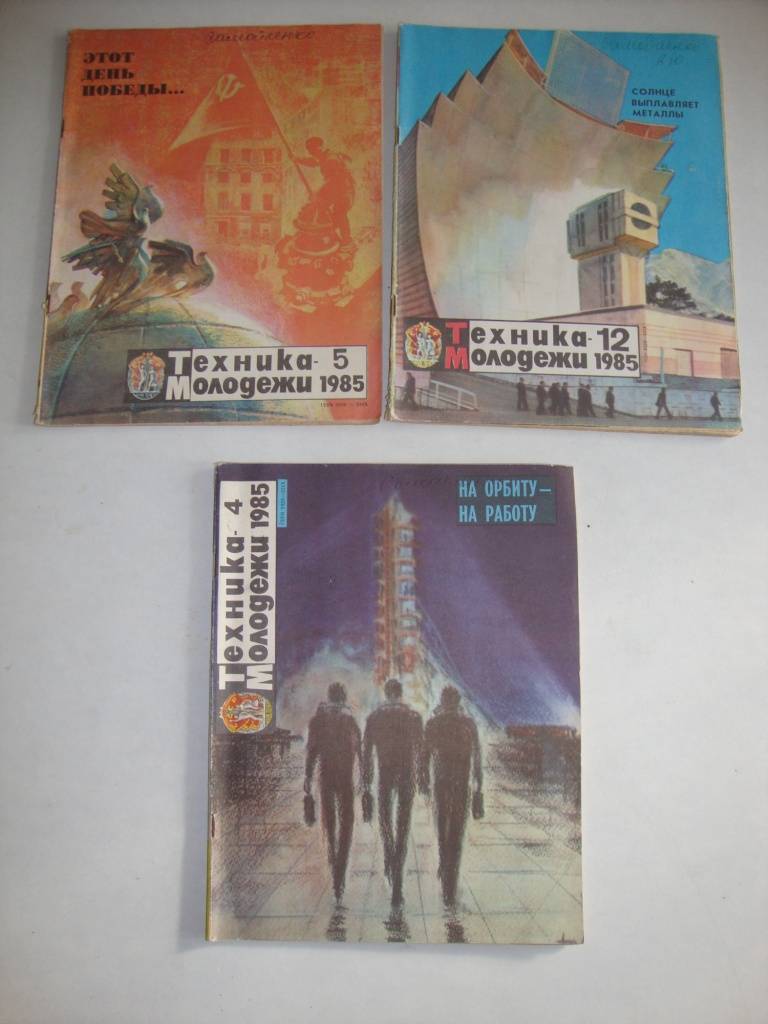 Замойленко
ЭТОТ
ДЕНЬ
ПОБЕДЫ...
Техника- 5
Молодежи 1985
СОЛНЦЕ
ВЫПЛАВЛЯЕТ
МЕТАЛЛЫ
Техника-12
Молодежи 1985
НА ОРБИТУ—
НА РАБОТУ
Техника- 4
Молодежи 1985